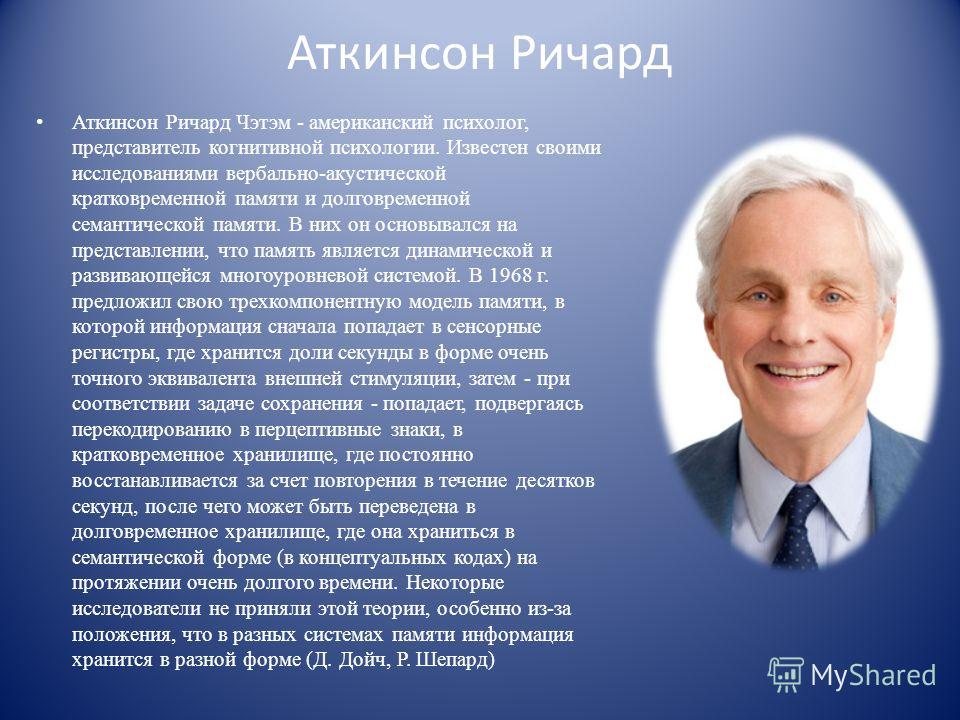 Аткинсон Ричард
• Аткинсон Ричард Чэтэм - американский психолог,
представитель когнитивной психологии. Известен своими
исследованиями вербально-акустической
кратковременной памяти и долговременной
семантической памяти. В них он основывался на
представлении, что память является динамической и
развивающейся многоуровневой системой. В 1968 г.
предложил свою трехкомпонентную модель памяти, в
которой информация сначала попадает в сенсорные
регистры, где хранится доли секунды в форме очень
точного эквивалента внешней стимуляции, затем - при
соответствии задаче сохранения - попадает, подвергаясь
перекодированию в перцептивные знаки, в
кратковременное хранилище, где постоянно
восстанавливается за счет повторения в течение десятков
секунд, после чего может быть переведена в
долговременное хранилище, где она храниться в
семантической форме (в концептуальных кодах) на
протяжении очень долгого времени. Некоторые
исследователи не приняли этой теории, особенно из-за
положения, что в разных системах памяти информация
хранится в разной форме (Д. Дойч, Р. Шепард)
MyShared